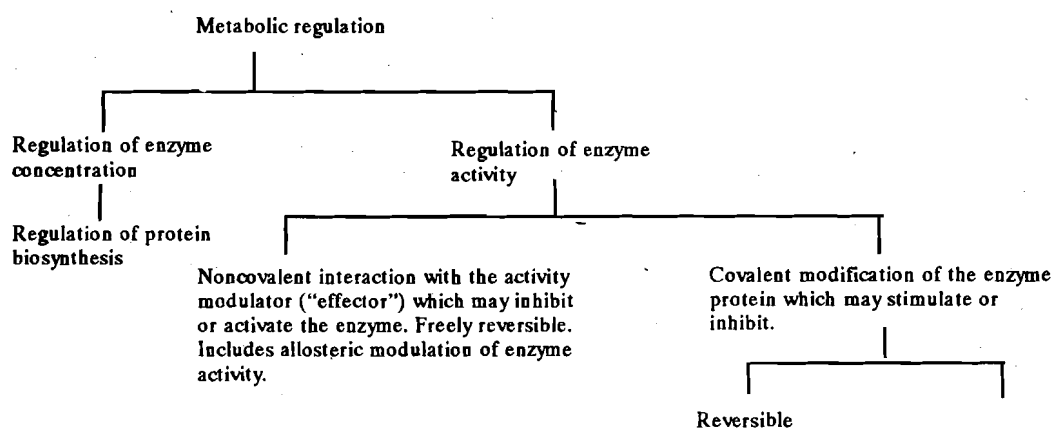 Metabolic regulation
Regulation of enzyme
concentration
Regulation of enzyme
activity
Regulation of protein
biosynthesis
Noncovalent interaction with the activity
modulator (“effector”) which may inhibit
or activate the enzyme. Freely reversible.
Includes allosteric modulation of enzyme
activity.
Covalent modification of the enzyme
protein which may stimulate or
inhibit.
Reversible